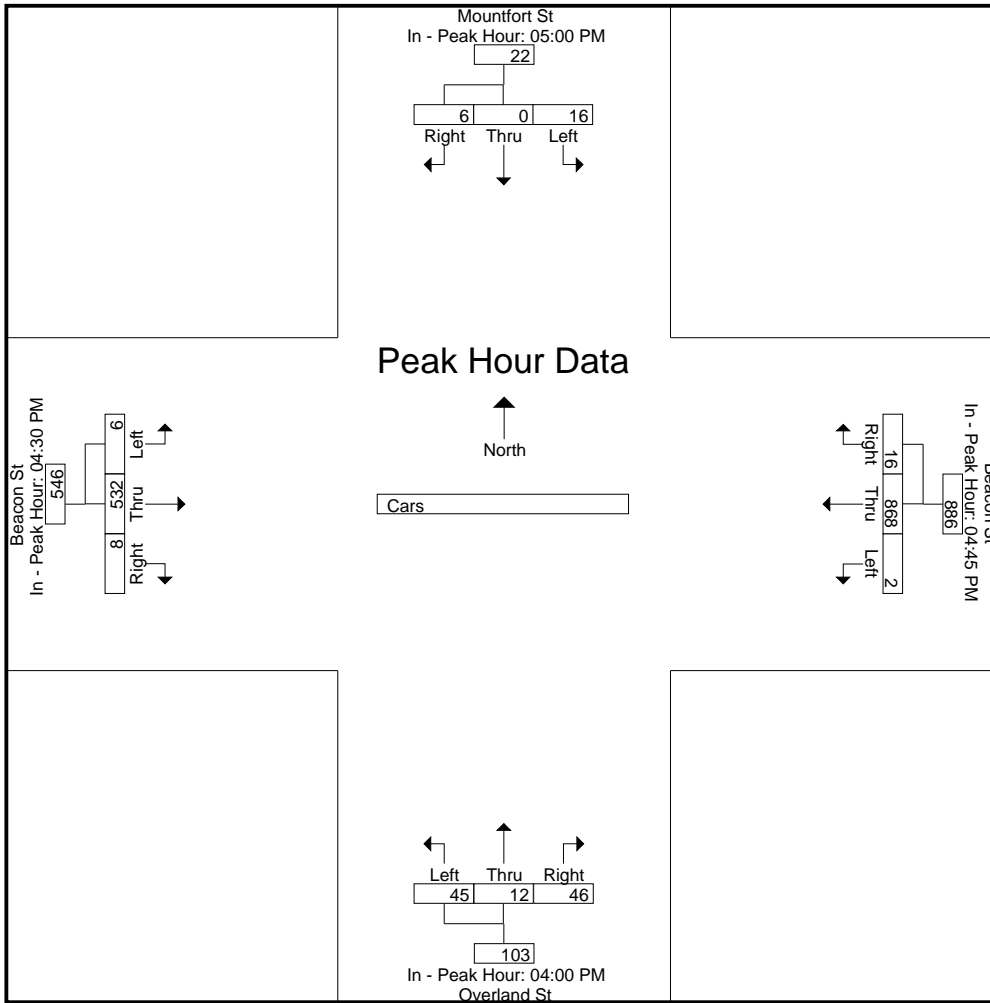 Mountfort St
In - Peak Hour: 05:00 PM
22
6 0 16
Right Thru Left
Peak Hour Data
North
Cars
Beacon St
In - Peak Hour: 04:30 PM
546
6 532 8
Left Thru Right
Beacon St
In - Peak Hour: 04:45 PM
886
16 868 2
Right Thru Left
Left Thru Right
45 12 46
103
In - Peak Hour: 04:00 PM
Overland St